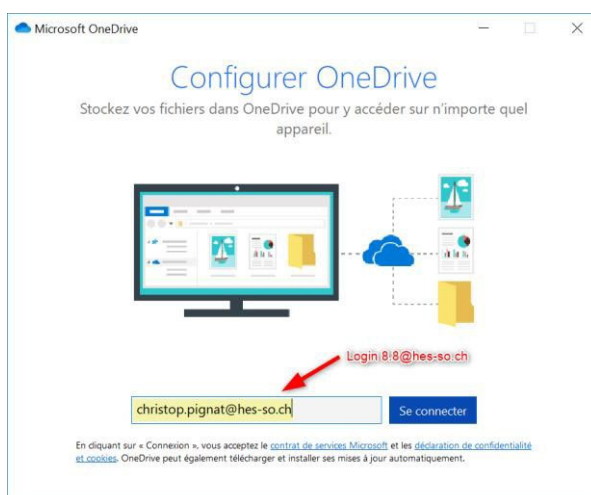 Microsoft OneDrive
Configurer OneDrive
Stockez vos fichiers dans OneDrive pour y accéder sur n'importe quel
appareil.
Login 8.8@hes-so.ch
christop.pignat@hes-so.ch
Se connecter
En cliquant sur « Connexion », vous acceptez le contrat de services Microsoft et les déclaration de confidentialité
et cookies. OneDrive peut également télécharger et installer ses mises à jour automatiquement.